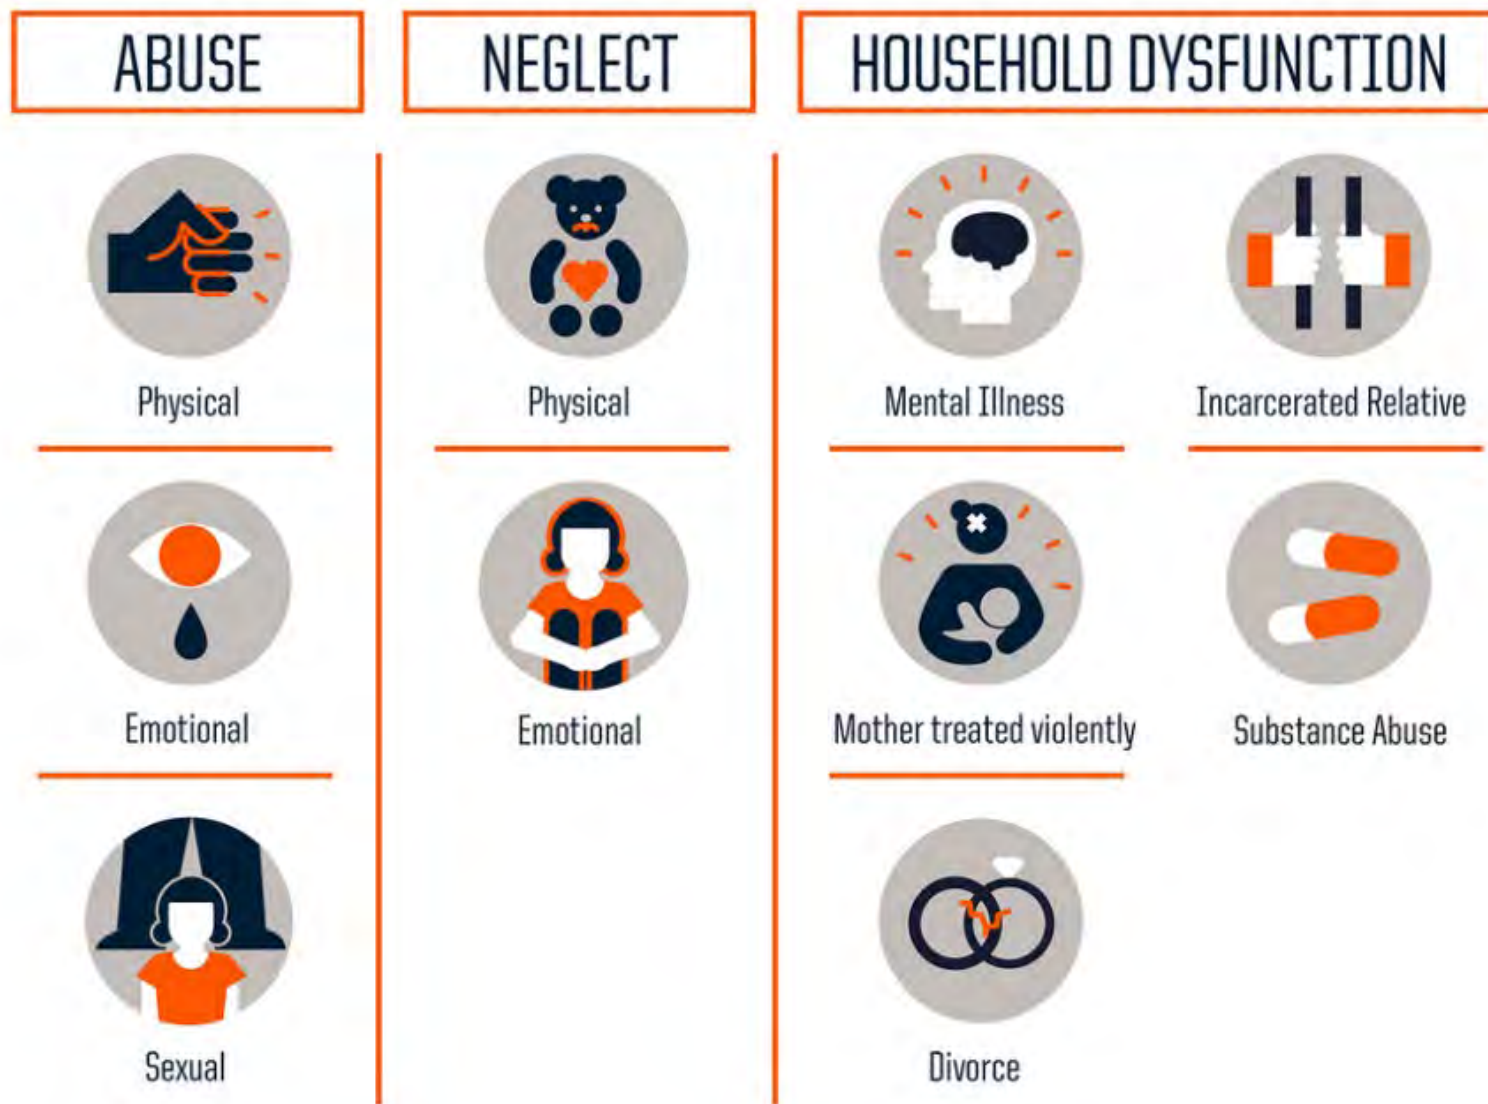 ABUSE
Physical
Emotional
Sexual
NEGLECT
Physical
Emotional
HOUSEHOLD DYSFUNCTION
Mental Illness
Incarcerated Relative
Mother treated violently
Substance Abuse
Divorce